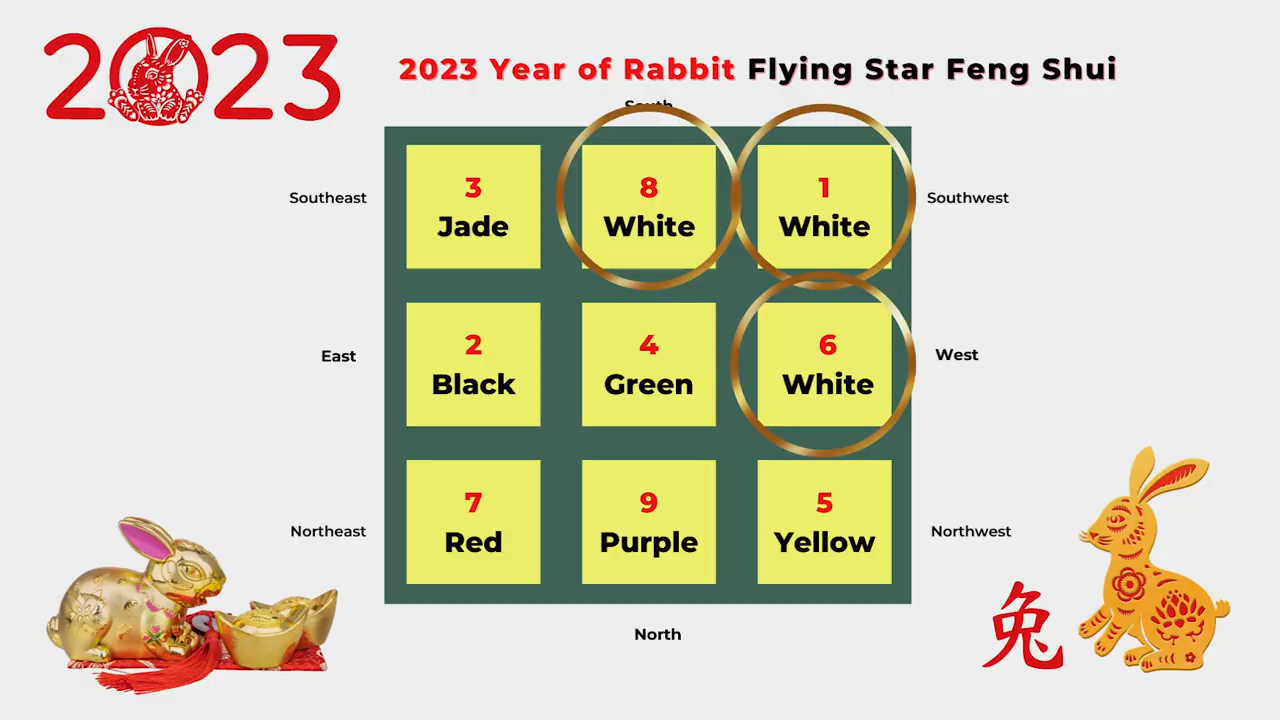 2023
2023 Year of Rabbit Flying Star Feng Shui
South
Southeast
3
Jade
8
White
1
White
Southwest
East
2
Black
4
Green
6
White
West
Northeast
7
Red
9
Purple
5
Yellow
Northwest
North
兔